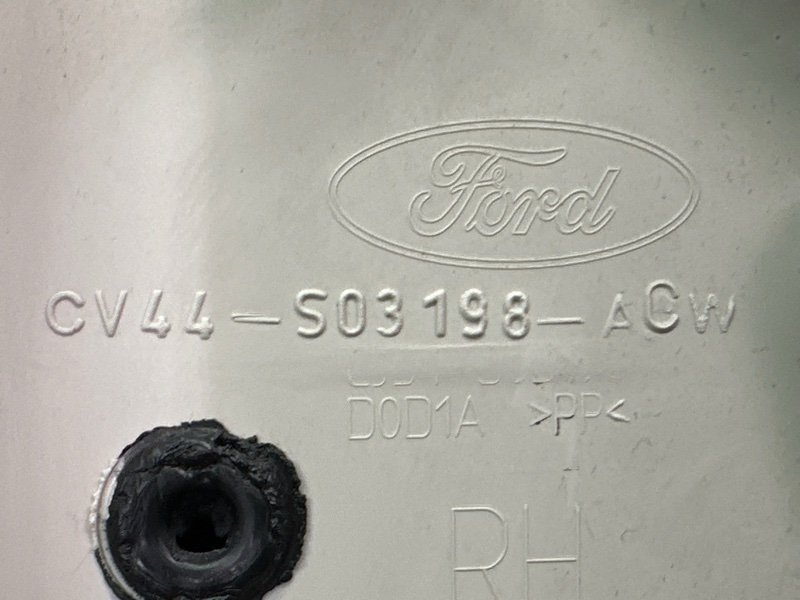 Ford
CV44-S03198-ACW
D0D1A >PP<
RH